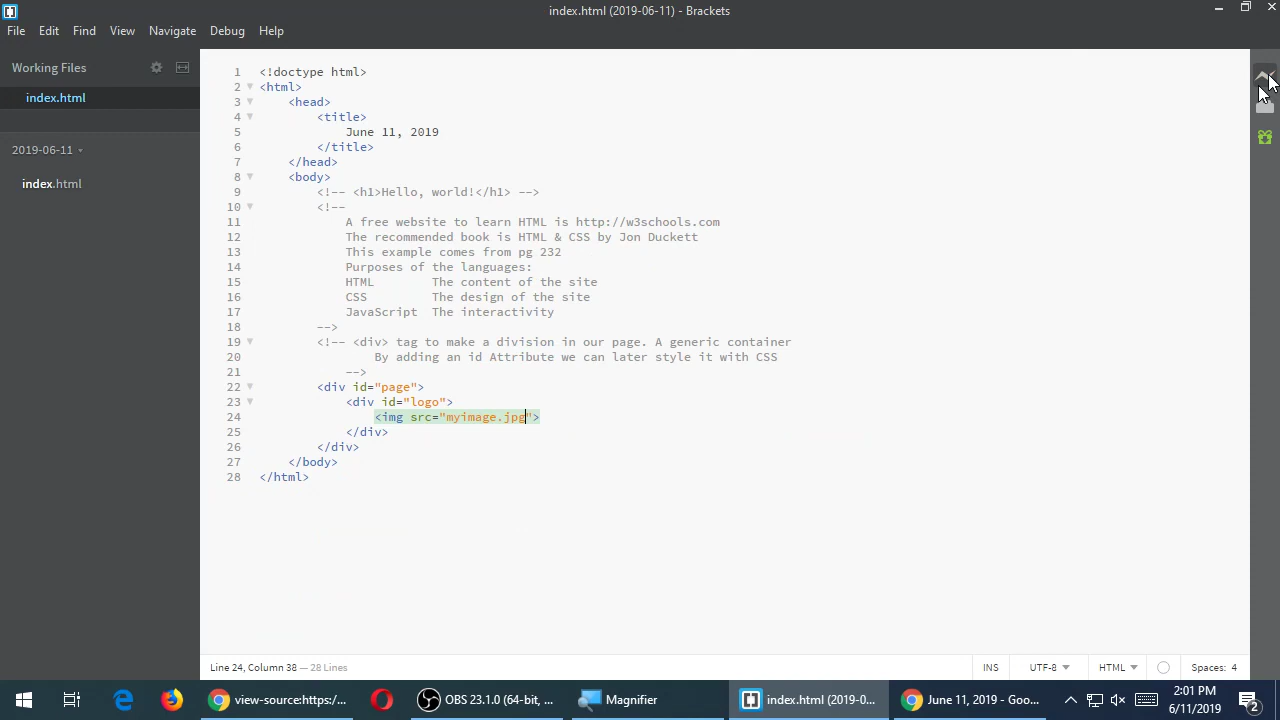 index.html (2019-06-11) - Brackets
File Edit Find View Navigate Debug Help
Working Files
index.html
2019-06-11
index.html
1 <!doctype html>
2 <html>
3 <head>
4 <title>
5 June 11, 2019
6 </title>
7 </head>
8 <body>
9 <!-- <h1>Hello, world!</h1> -->
10 <!--
11 A free website to learn HTML is http://w3schools.com
12 The recommended book is HTML & CSS by Jon Duckett
13 This example comes from pg 232
14 Purposes of the languages:
15 HTML The content of the site
16 CSS The design of the site
17 JavaScript The interactivity
18 -->
19 <!-- <div> tag to make a division in our page. A generic container
20 By adding an id Attribute we can later style it with CSS
21 -->
22 <div id="page">
23 <div id="logo">
24 <img src="myimage.jpg">
25 </div>
26 </div>
27 </body>
28 </html>
Line 24, Column 38 — 28 Lines
INS UTF-8 HTML Spaces: 4
view-source:https:/... OBS 23.1.0 (64-bit, ... Magnifier index.html (2019-0... June 11, 2019 - Goo...
2:01 PM
6/11/2019
2